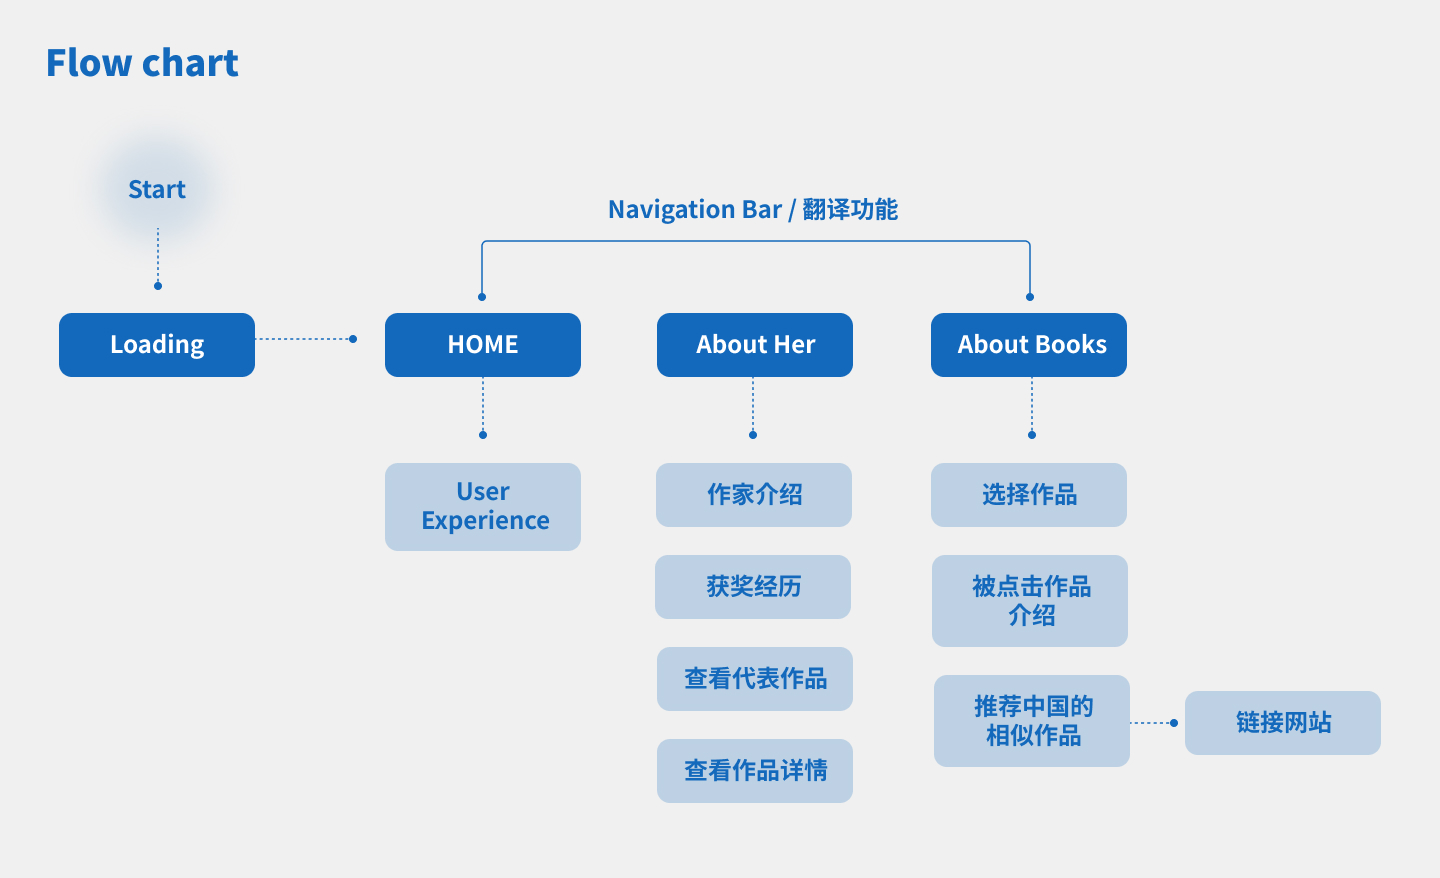 Flow chart
Start
Navigation Bar / 翻译功能
Loading
HOME
About Her
About Books
User
Experience
作家介绍
获奖经历
查看代表作品
查看作品详情
选择作品
被点击作品
介绍
推荐中国的
相似作品
链接网站